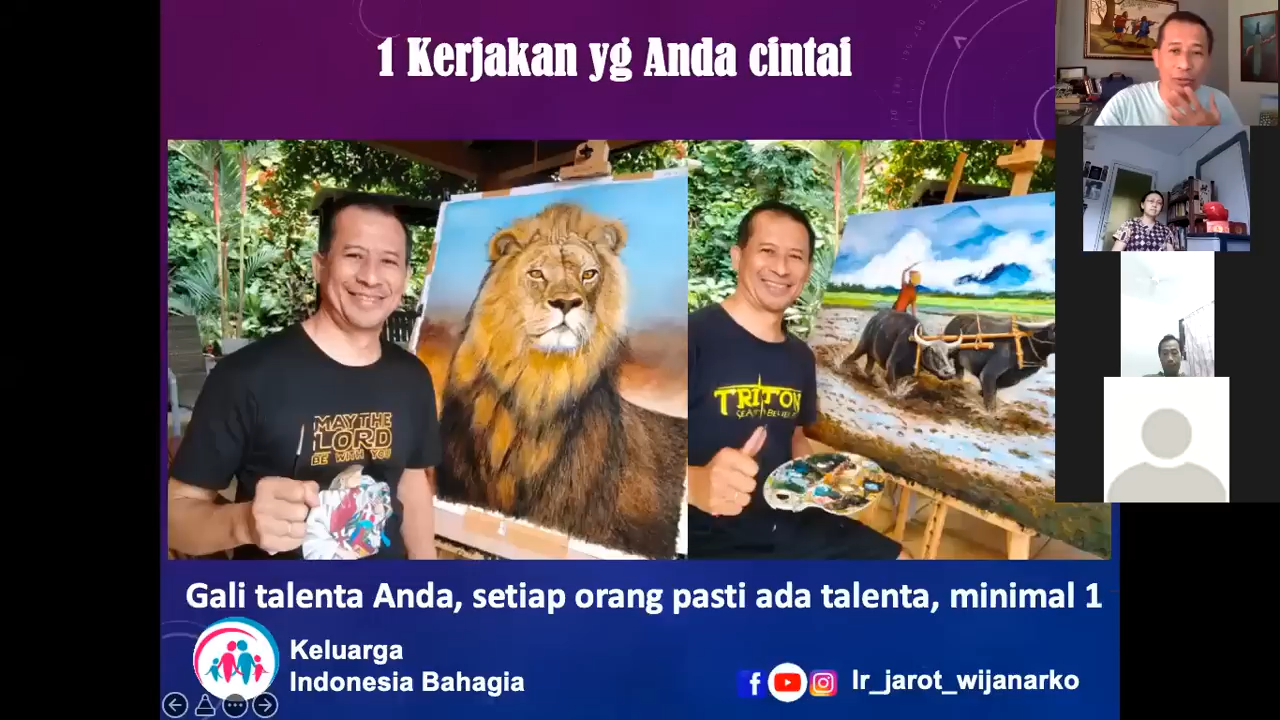 1 Kerjakan yg Anda cintai
MAY THE
LORD
BE WITH YOU
TRITON
Gali talenta Anda, setiap orang pasti ada talenta, minimal 1
Keluarga
Indonesia Bahagia
Ir_jarot_wijanarko